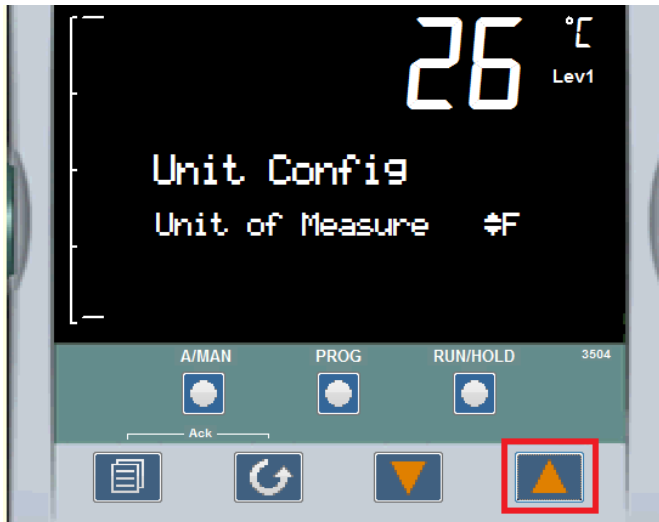 26 °C
Lev1
Unit Config
Unit of Measure ♦F
A/MAN PROG RUN/HOLD 3504
Ack